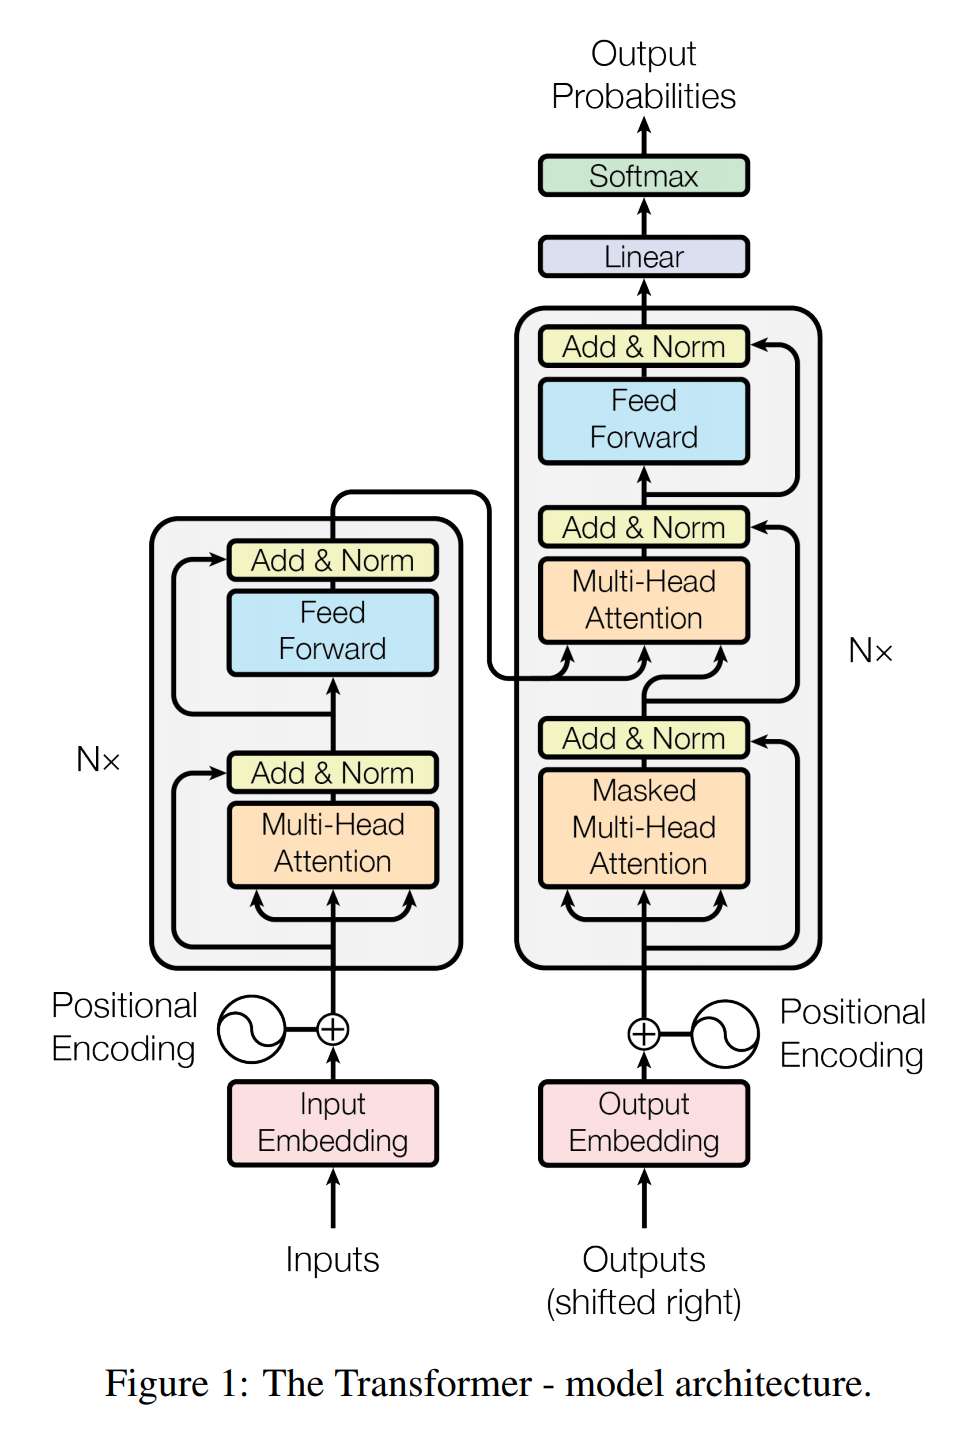 Output
Probabilities
Softmax
Linear
Add & Norm
Feed
Forward
Add & Norm
Multi-Head
Attention
Add & Norm
Masked
Multi-Head
Attention
N×
Add & Norm
Feed
Forward
Add & Norm
Multi-Head
Attention
N×
Positional
Encoding
Positional
Encoding
Input
Embedding
Output
Embedding
Inputs
Outputs
(shifted right)
Figure 1: The Transformer - model architecture.